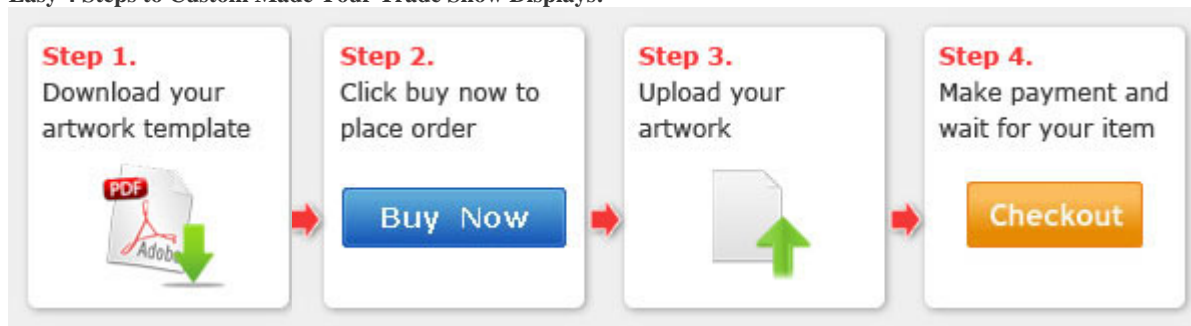 Easy 4 Steps to Custom Made Your Trade Show Displays:
Step 1.
Download your
artwork template
PDF
Adobe
Step 2.
Click buy now to
place order
Buy Now
Step 3.
Upload your
artwork
Step 4.
Make payment and
wait for your item
Checkout